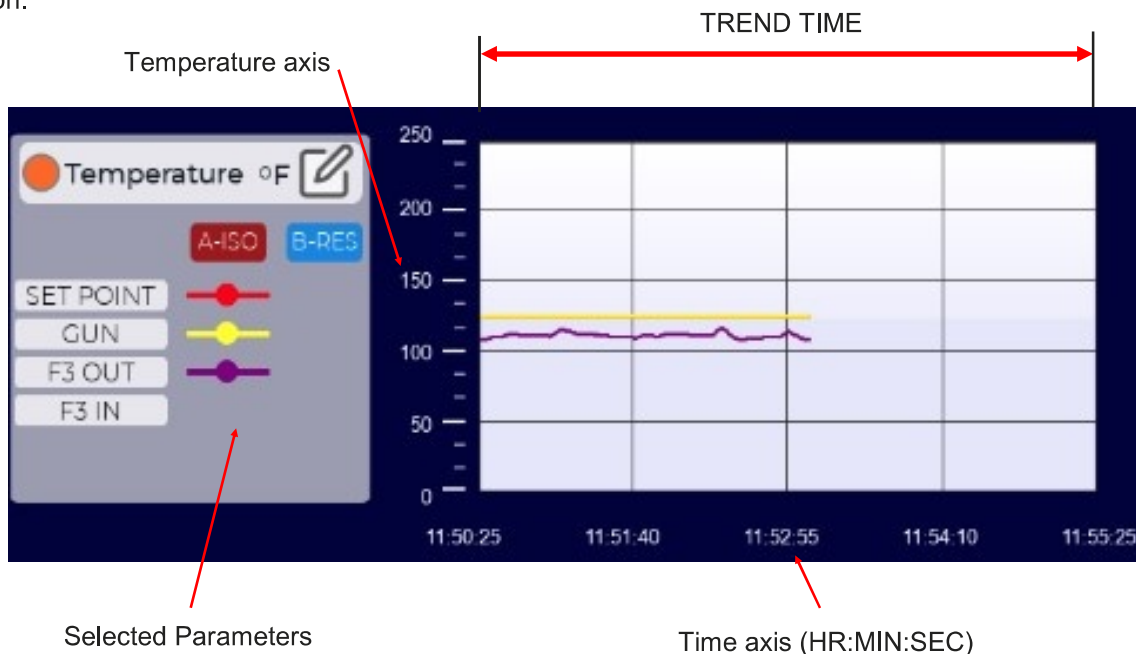 on.
TREND TIME
Temperature axis
Temperature °F
A-ISO B-RES
SET POINT
GUN
F3 OUT
F3 IN
250
200
150
100
50
0
11:50:25 11:51:40 11:52:55 11:54:10 11:55:25
Selected Parameters
Time axis (HR:MIN:SEC)